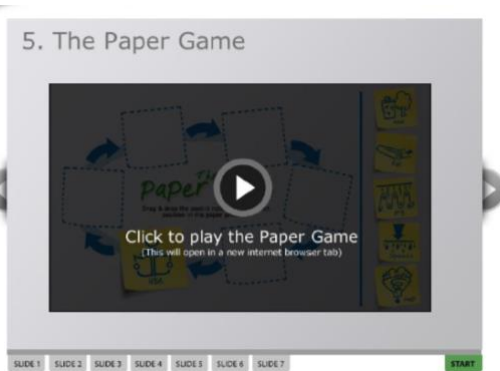 5. The Paper Game
The
Paper
Click to play the Paper Game
(This will open in a new internet browser tab)
SLIDE 1 SLIDE 2 SLIDE 3 SLIDE 4 SLIDE 5 SLIDE 6 SLIDE 7 START